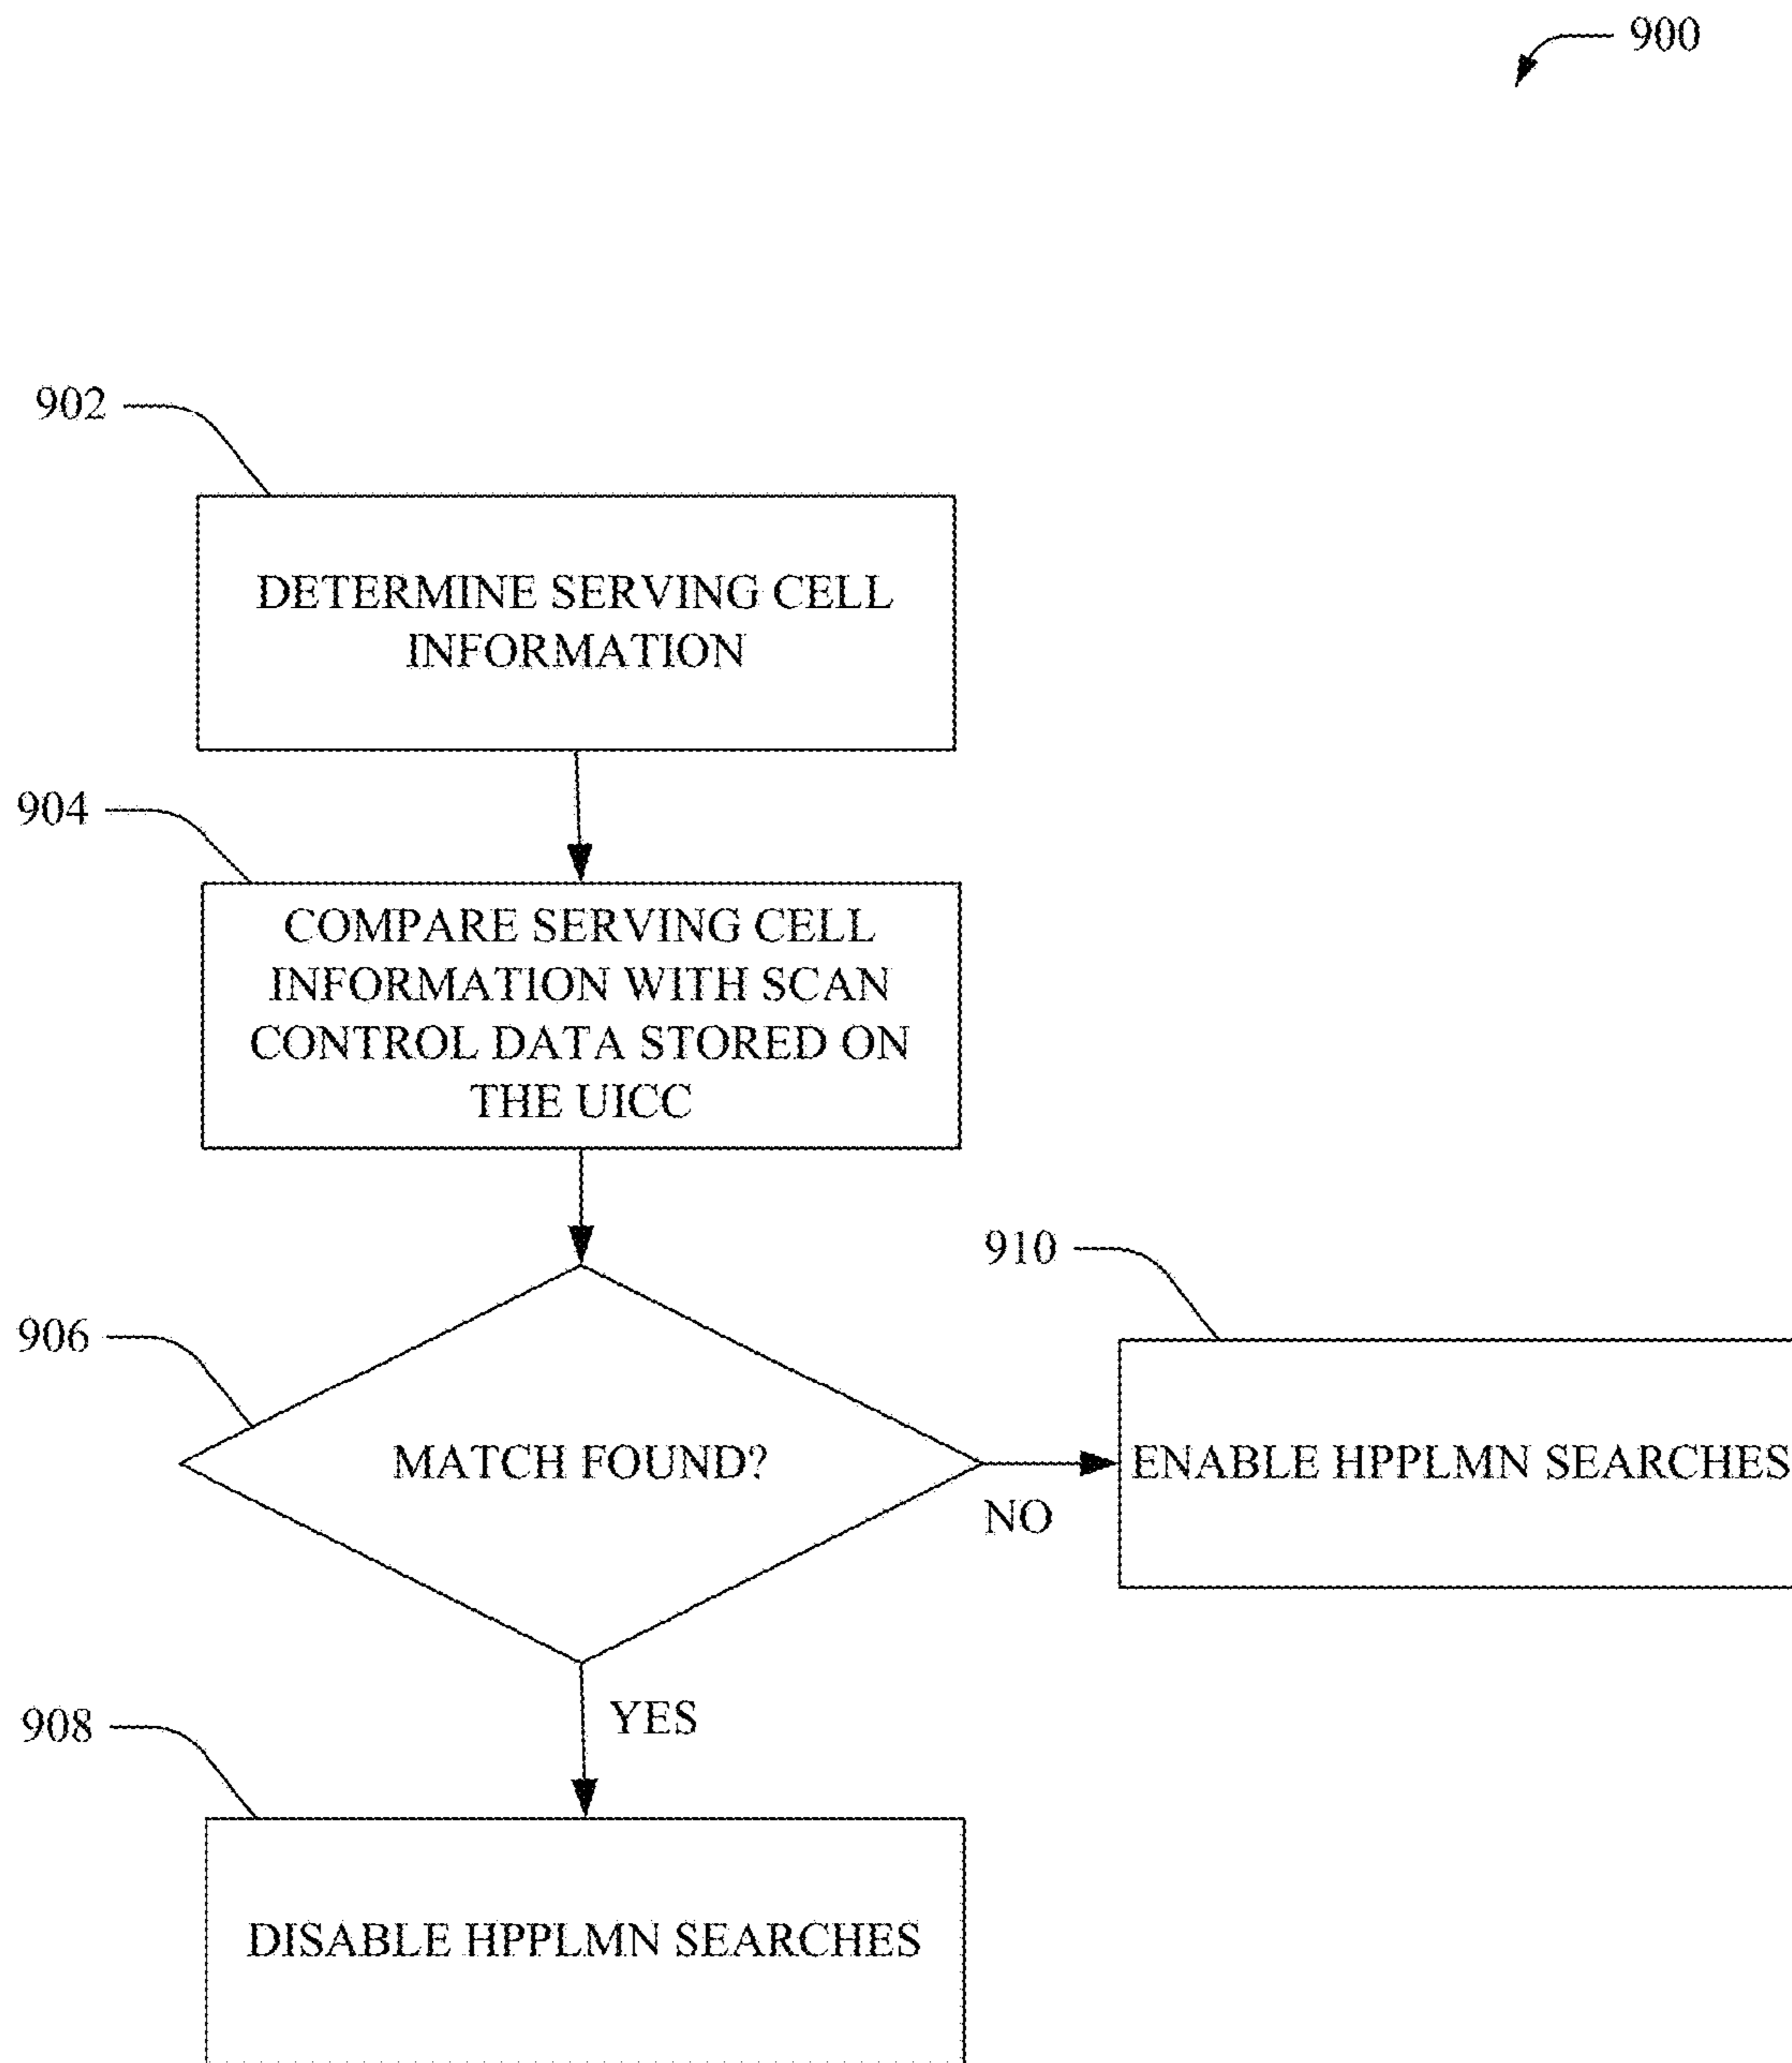 900
902
DETERMINE SERVING CELL
INFORMATION
904
COMPARE SERVING CELL
INFORMATION WITH SCAN
CONTROL DATA STORED ON
THE UICC
910
906
MATCH FOUND?
ENABLE HPPLMN SEARCHES
NO
YES
908
DISABLE HPPLMN SEARCHES